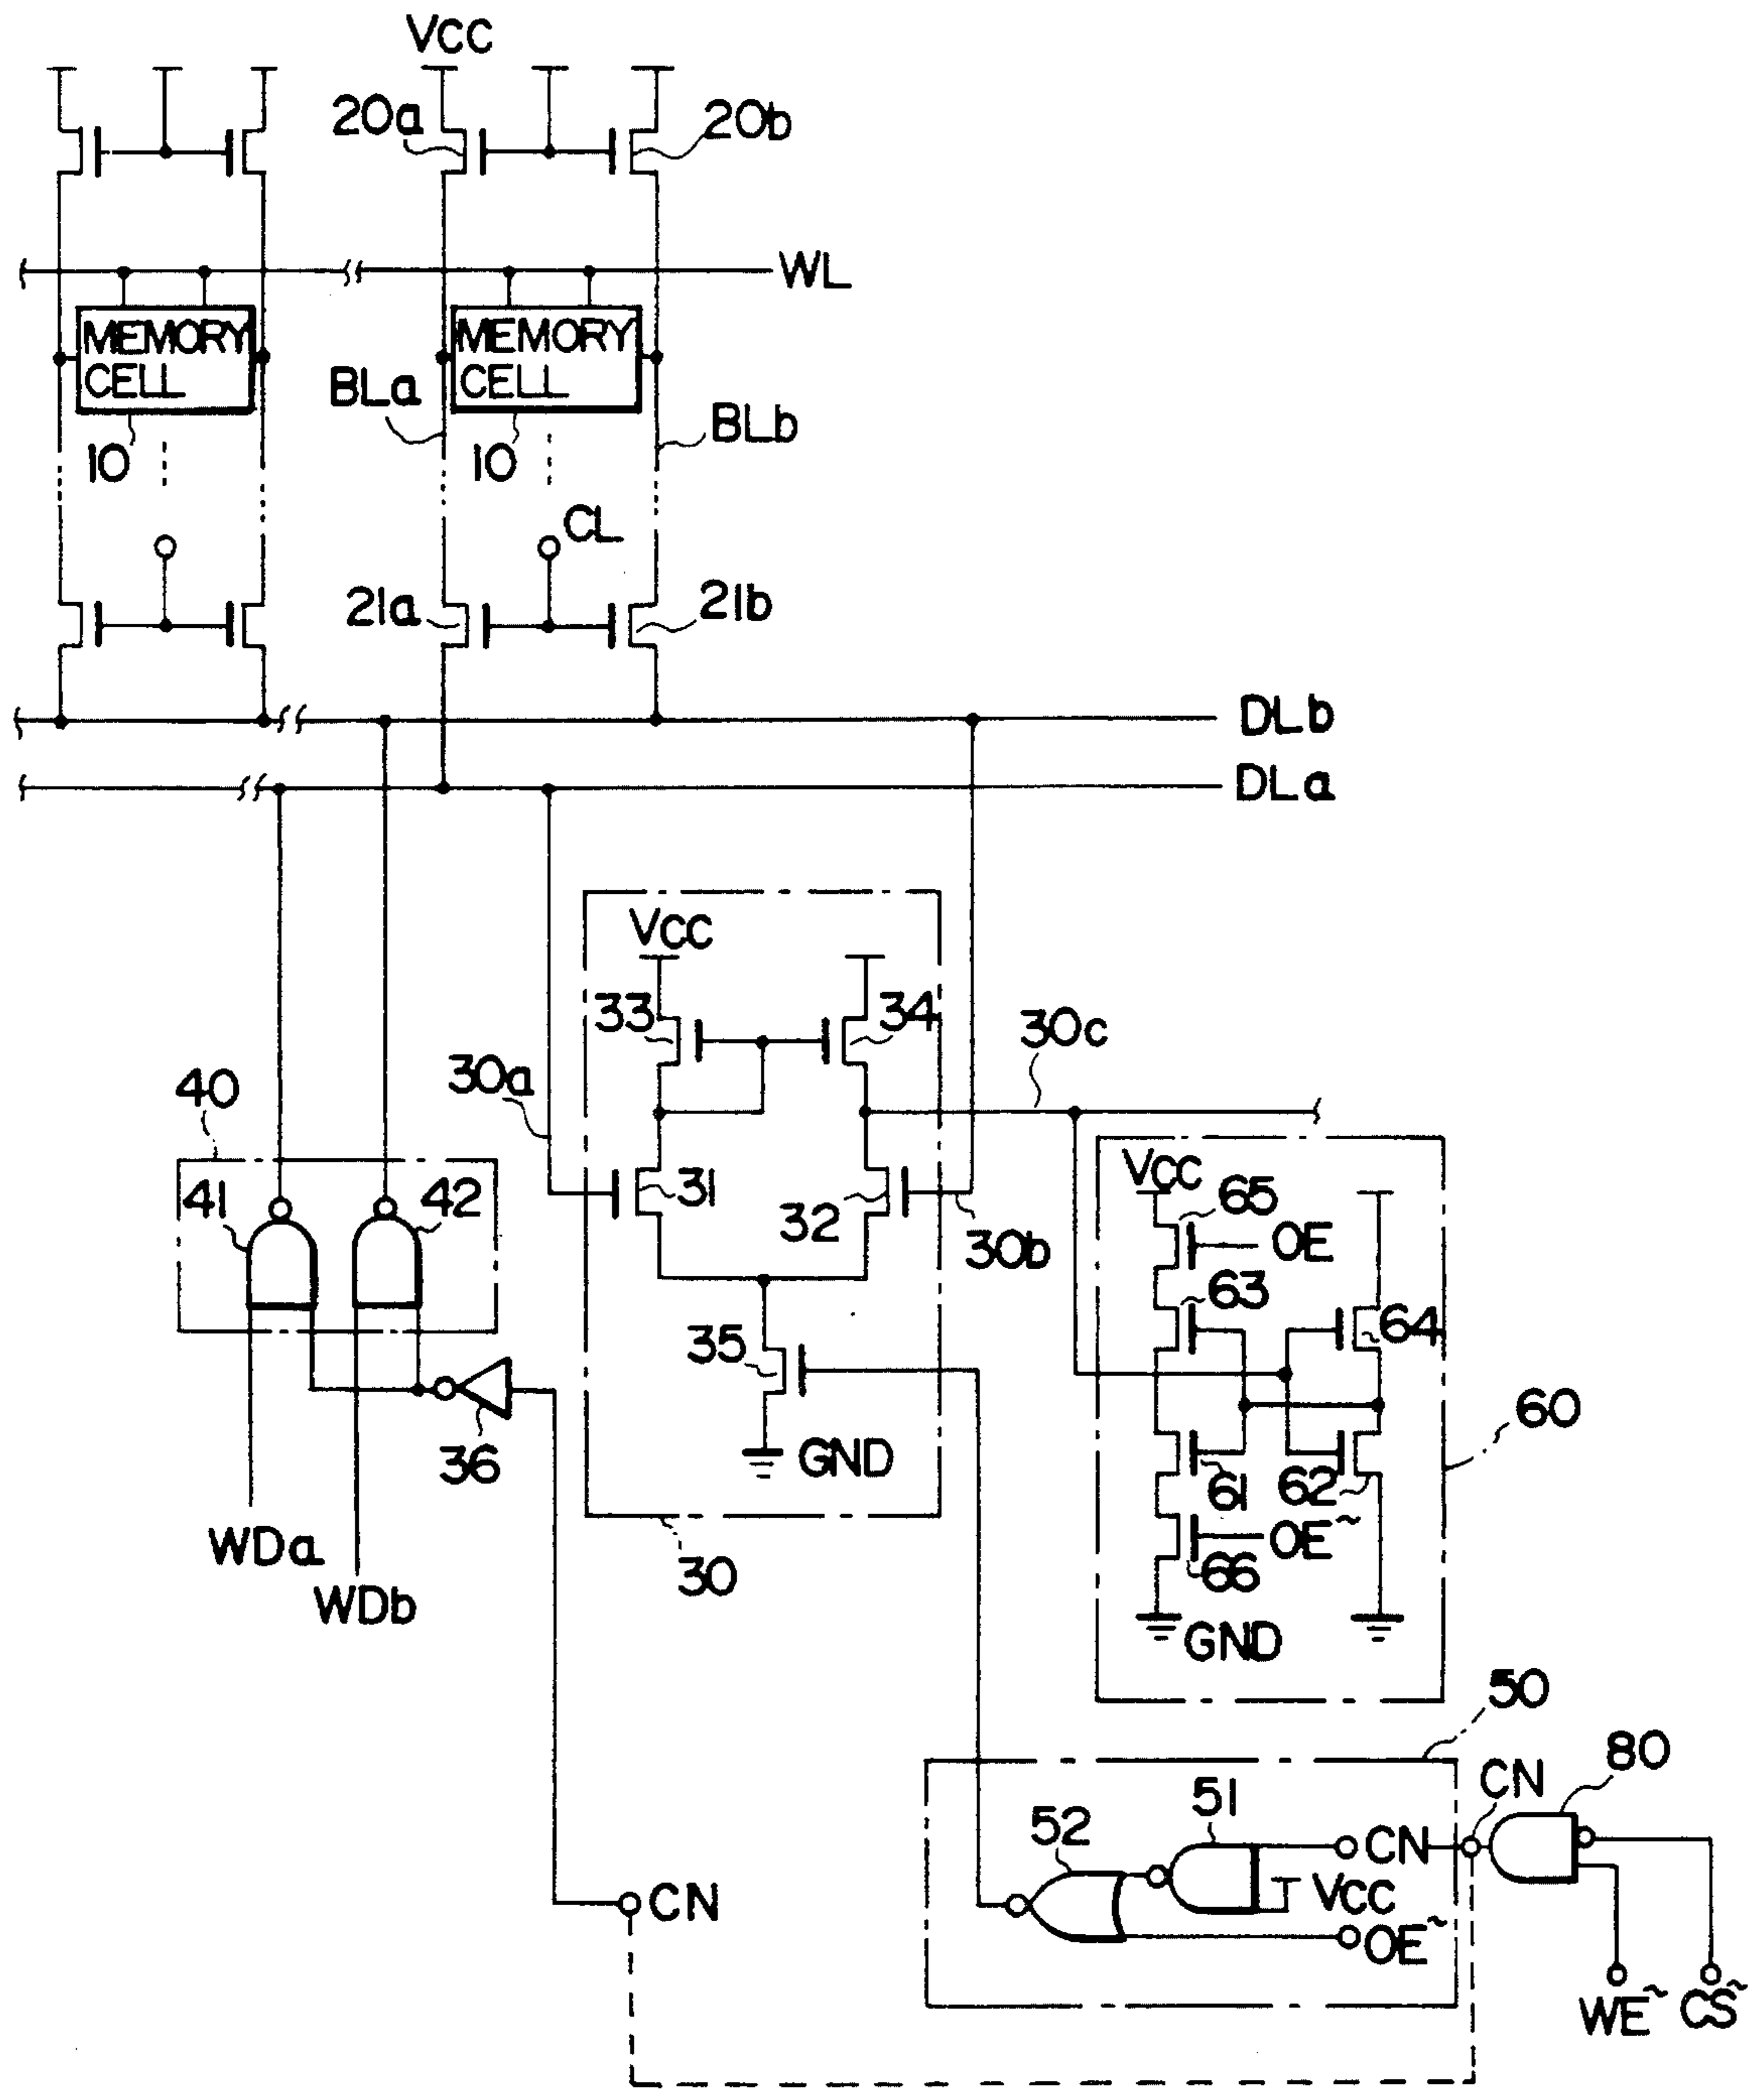 VCC
20a
20b
WL
MEMORY
CELL
MEMORY
CELL
BLa
BLb
10
10
CL
21a
21b
DLb
DLa
VCC
33
34
30a
30c
40
41
42
31
32
30b
VCC
65
OE
63
64
35
36
GND
60
61
62
OE~
66
WDa
30
WDb
GND
50
80
CN
51
52
CN
VCC
CN
OE~
WE~
CS~